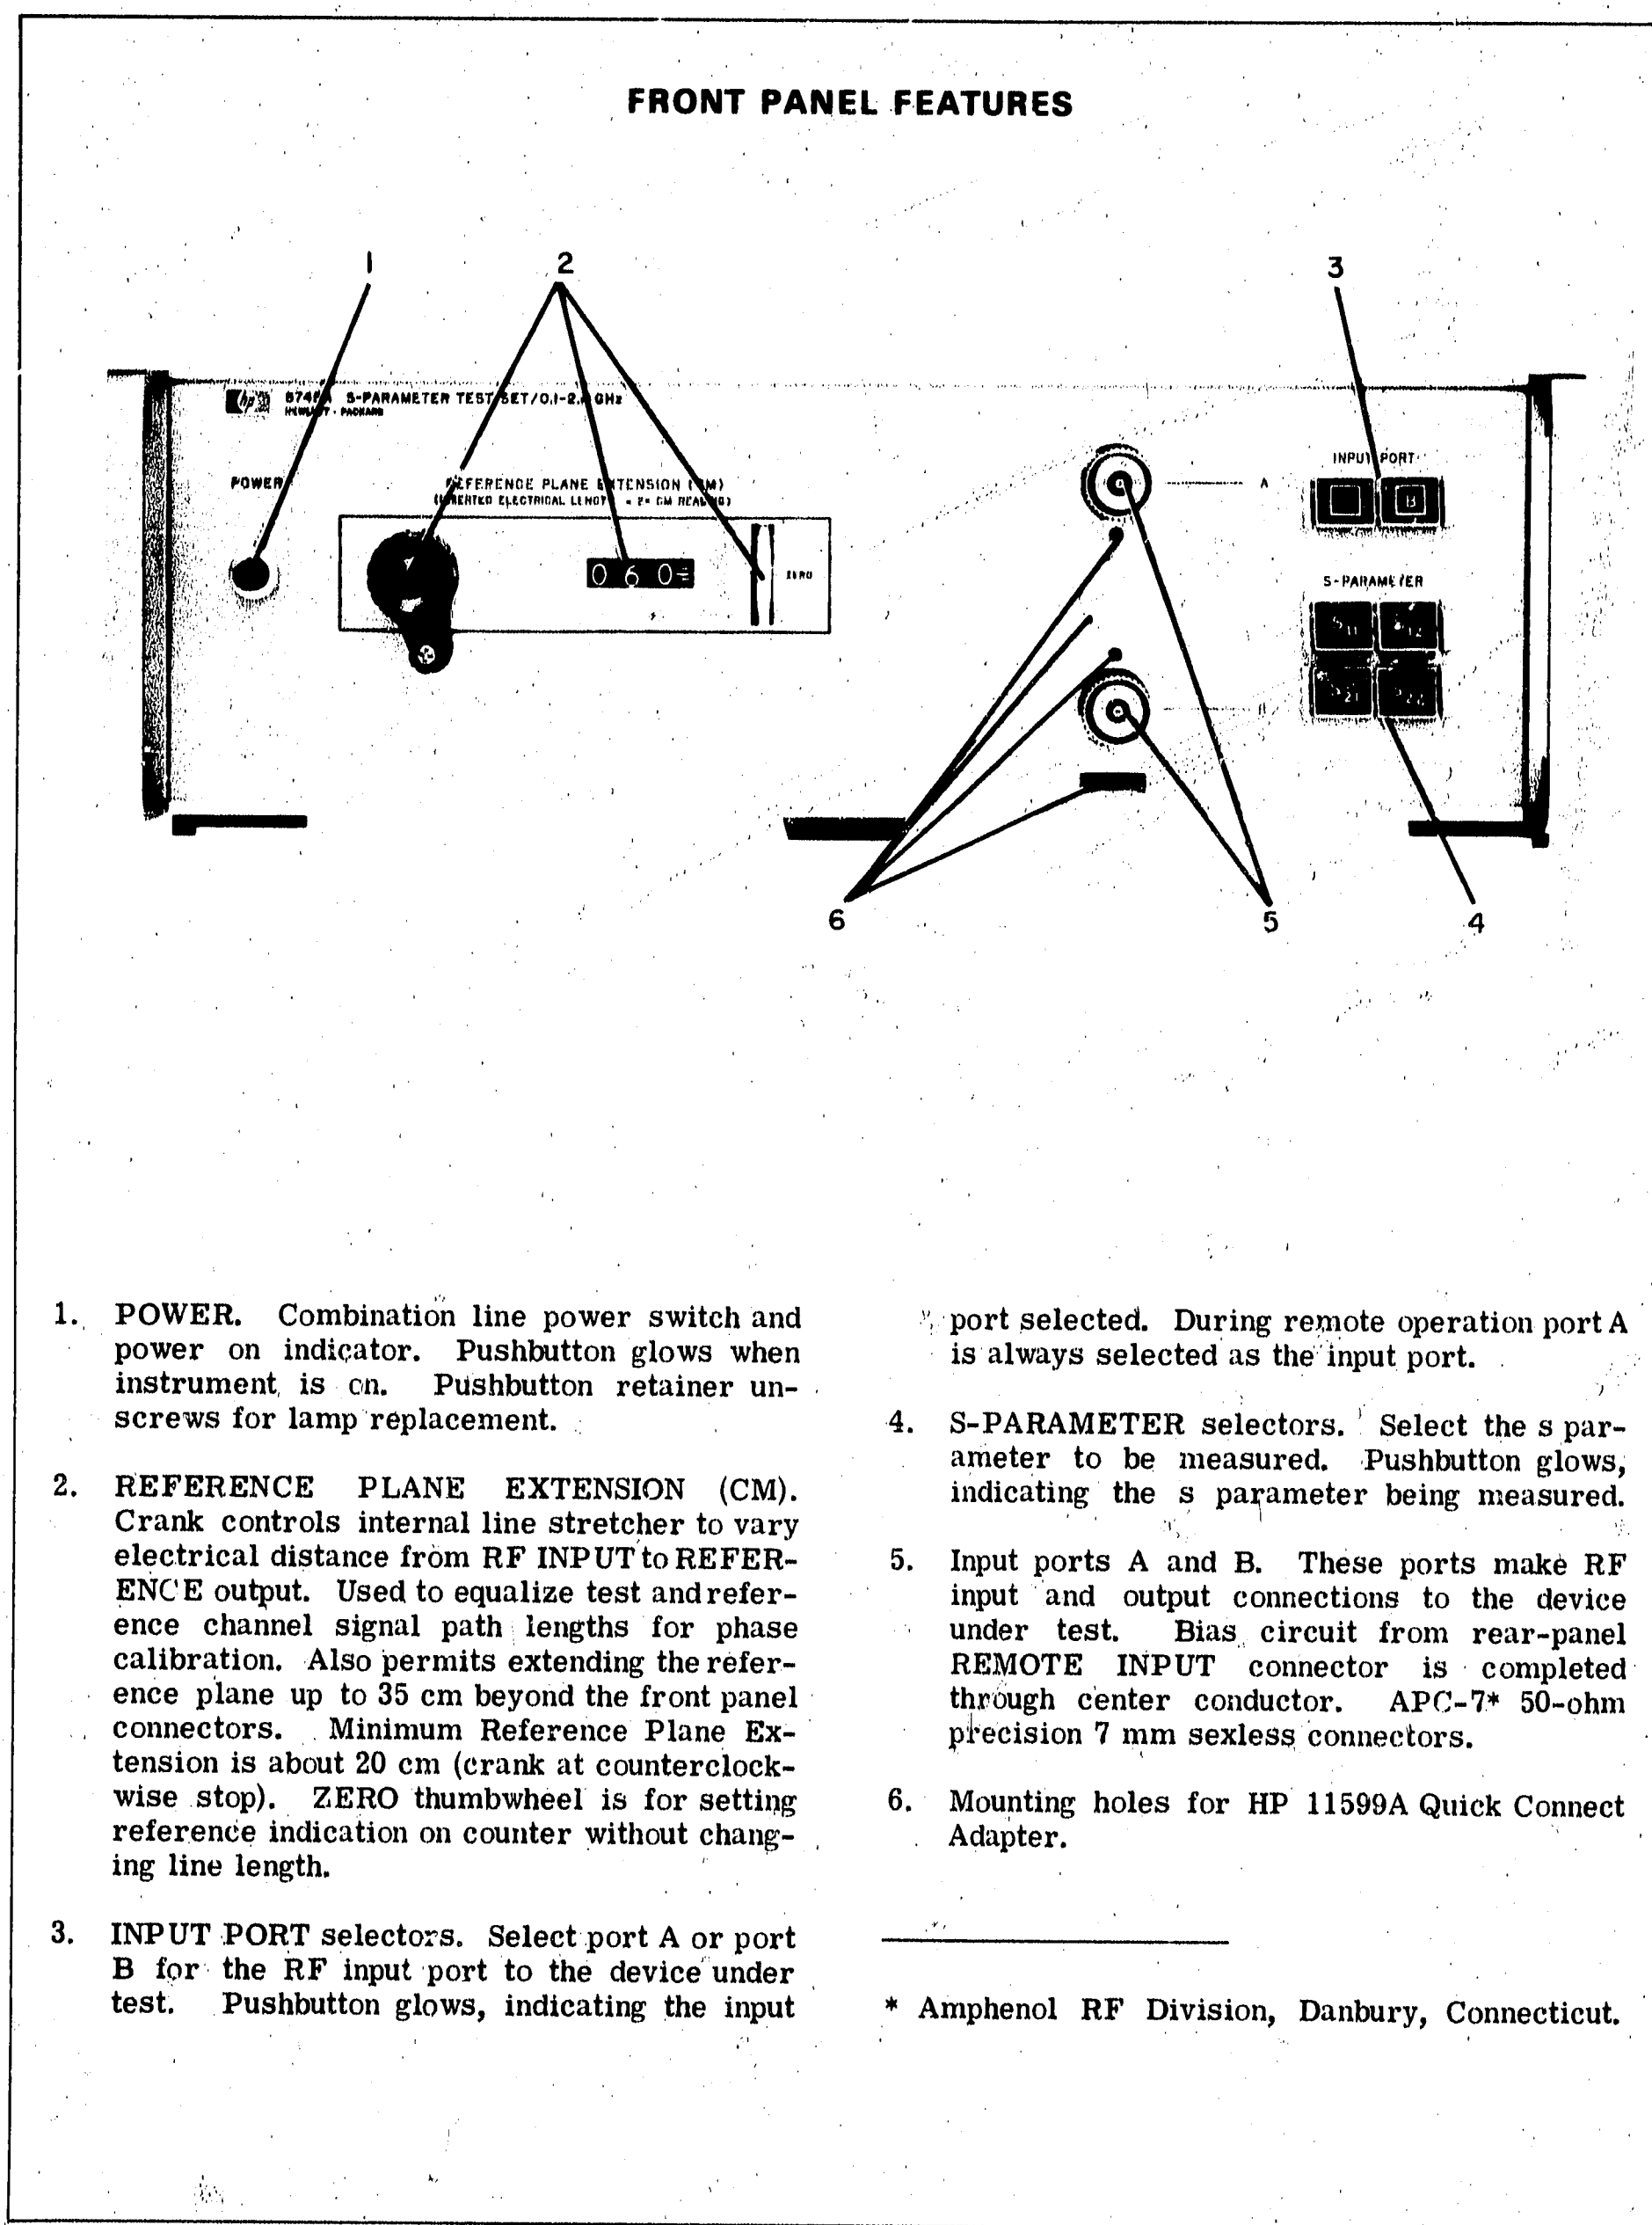 FRONT PANEL FEATURES
1
2
3
hp
S-PARAMETER TEST SET/0.1-2. GHz
HEWLETT - PACKARD
POWER
REFERENCE PLANE EXTENSION (CM)
ELECTRICAL
0 6 0
ZERO
A
INPUT PORT
B
S-PARAMETER
S11
S12
S21
S22
6
5
4
1. POWER. Combination line power switch and
power on indicator. Pushbutton glows when
instrument is on. Pushbutton retainer un-
screws for lamp replacement.
2. REFERENCE PLANE EXTENSION (CM).
Crank controls internal line stretcher to vary
electrical distance from RF INPUT to REFER-
ENCE output. Used to equalize test and refer-
ence channel signal path lengths for phase
calibration. Also permits extending the refer-
ence plane up to 35 cm beyond the front panel
connectors. Minimum Reference Plane Ex-
tension is about 20 cm (crank at counterclock-
wise stop). ZERO thumbwheel is for setting
reference indication on counter without chang-
ing line length.
3. INPUT PORT selectors. Select port A or port
B for the RF input port to the device under
test. Pushbutton glows, indicating the input
port selected. During remote operation port A
is always selected as the input port.
4. S-PARAMETER selectors. Select the s par-
ameter to be measured. Pushbutton glows,
indicating the s parameter being measured.
5. Input ports A and B. These ports make RF
input and output connections to the device
under test. Bias circuit from rear-panel
REMOTE INPUT connector is completed
through center conductor. APC-7* 50-ohm
precision 7 mm sexless connectors.
6. Mounting holes for HP 11599A Quick Connect
Adapter.
* Amphenol RF Division, Danbury, Connecticut.